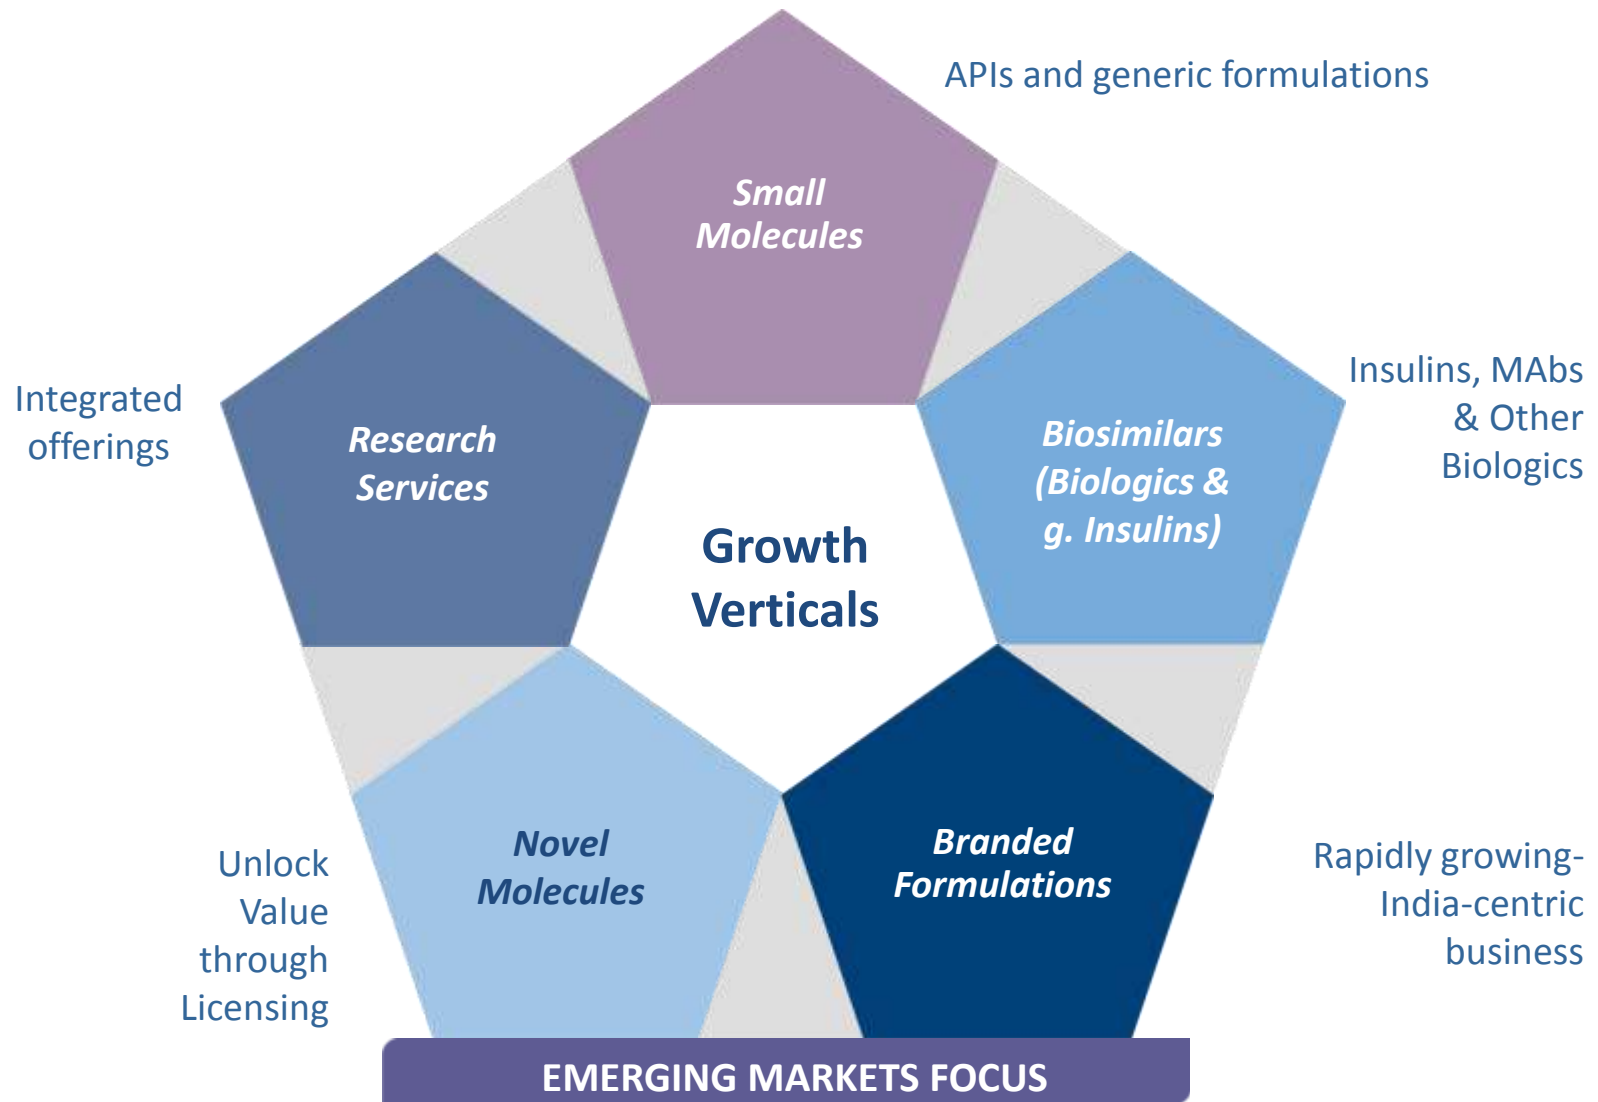 APIs and generic formulations
Small
Molecules
Integrated
offerings
Research
Services
Biosimilars
(Biologics &
g. Insulins)
Insulins, MAbs
& Other
Biologics
Growth
Verticals
Unlock
Value
through
Licensing
Novel
Molecules
Branded
Formulations
Rapidly growing-
India-centric
business
EMERGING MARKETS FOCUS